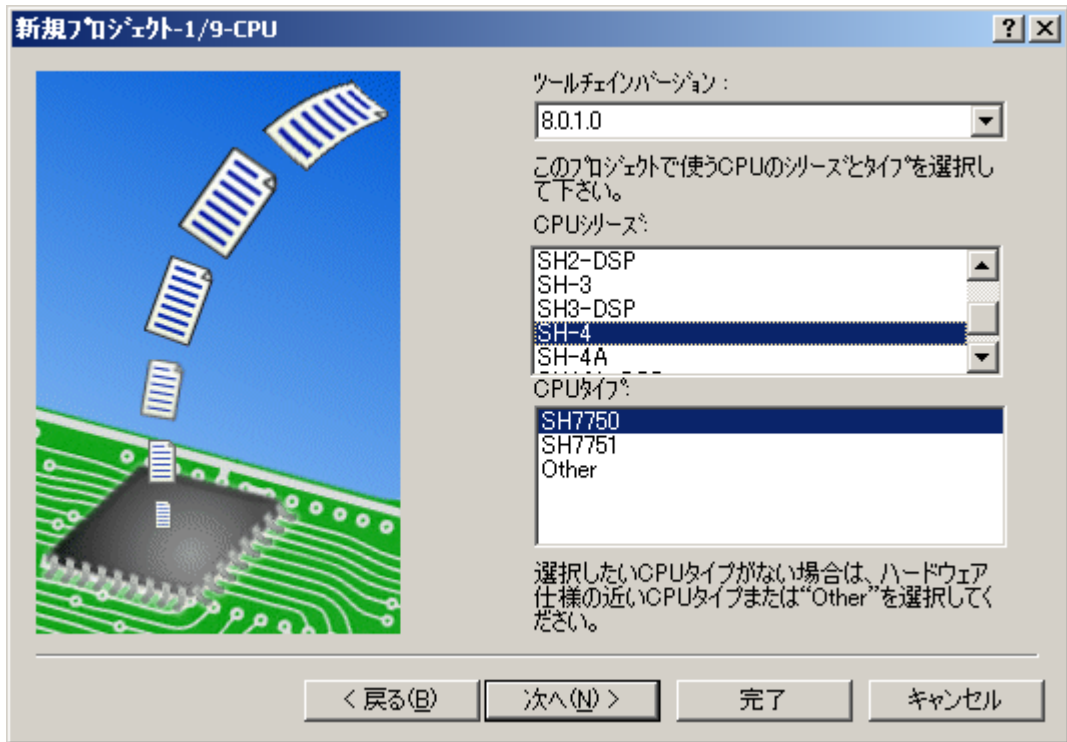 新規ﾌﾟﾛｼﾞｪｸﾄ-1/9-CPU
ﾂｰﾙﾁｪｲﾝﾊﾞｰｼﾞｮﾝ :
8.0.1.0
このﾌﾟﾛｼﾞｪｸﾄで使うCPUのｼﾘｰｽﾞとﾀｲﾌﾟを選択し
て下さい。
CPUｼﾘｰｽﾞ:
SH2-DSP
SH-3
SH3-DSP
SH-4
SH-4A
CPUﾀｲﾌﾟ:
SH7750
SH7751
Other
選択したいCPUタイプがない場合は、ハードウェア
仕様の近いCPUタイプまたは“Other”を選択してく
ださい。
< 戻る(B)
次へ(N) >
完了
キャンセル